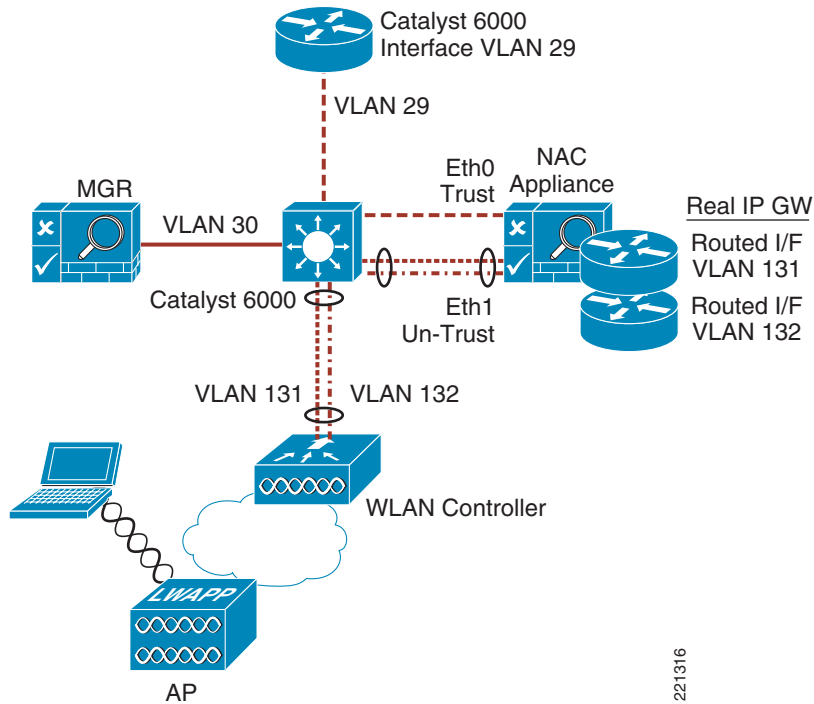 Catalyst 6000
Interface VLAN 29
VLAN 29
MGR
VLAN 30
Eth0
Trust
NAC
Appliance
Real IP GW
Routed I/F
VLAN 131
Routed I/F
VLAN 132
Catalyst 6000
Eth1
Un-Trust
VLAN 131
VLAN 132
WLAN Controller
LWAPP
AP
221316